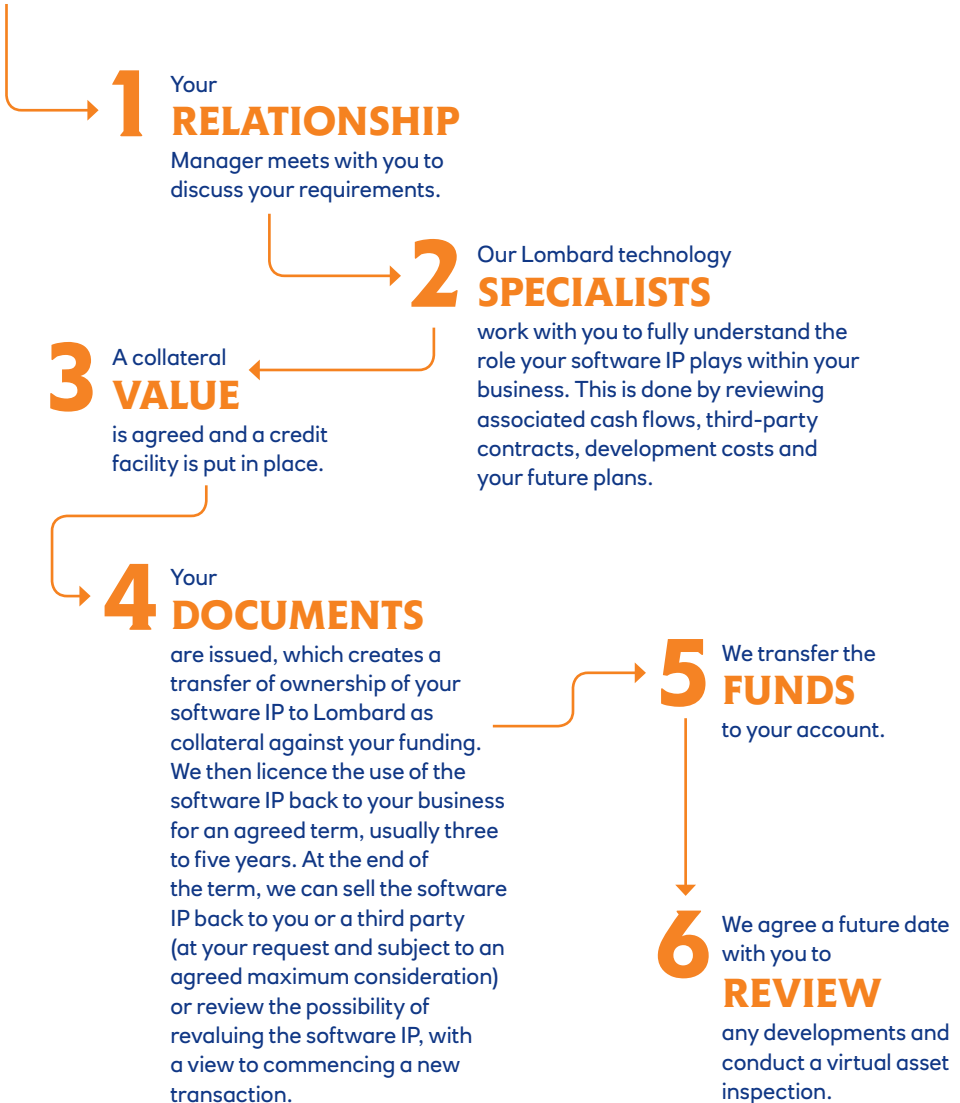 1
Your
RELATIONSHIP
Manager meets with you to
discuss your requirements.
2
Our Lombard technology
SPECIALISTS
work with you to fully understand the
role your software IP plays within your
business. This is done by reviewing
associated cash flows, third-party
contracts, development costs and
your future plans.
3
A collateral
VALUE
is agreed and a credit
facility is put in place.
4
Your
DOCUMENTS
are issued, which creates a
transfer of ownership of your
software IP to Lombard as
collateral against your funding.
We then licence the use of the
software IP back to your business
for an agreed term, usually three
to five years. At the end of
the term, we can sell the software
IP back to you or a third party
(at your request and subject to an
agreed maximum consideration)
or review the possibility of
revaluing the software IP, with
a view to commencing a new
transaction.
5
We transfer the
FUNDS
to your account.
6
We agree a future date
with you to
REVIEW
any developments and
conduct a virtual asset
inspection.